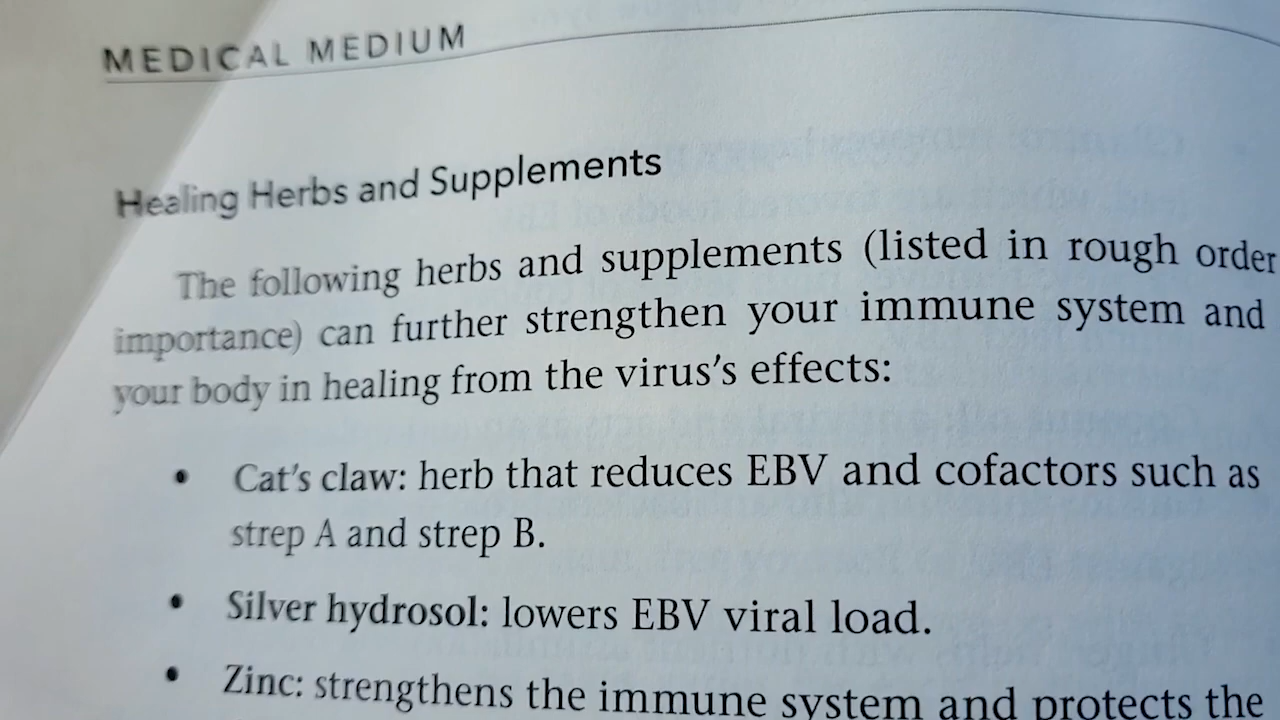 MEDICAL MEDIUM
Healing Herbs and Supplements
The following herbs and supplements (listed in rough order
importance) can further strengthen your immune system and
your body in healing from the virus's effects:
• Cat's claw: herb that reduces EBV and cofactors such as
strep A and strep B.
• Silver hydrosol: lowers EBV viral load.
• Zinc: strengthens the immune system and protects the